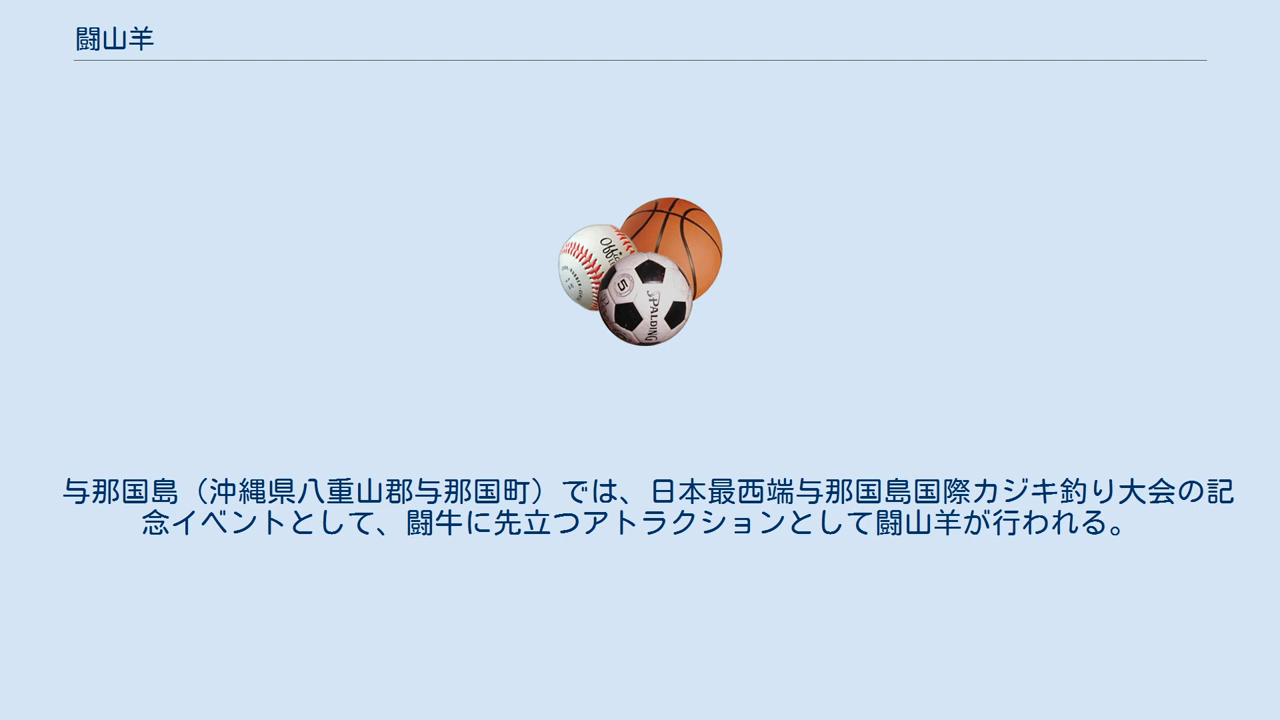 闘山羊
Offic
5
SPALDING
与那国島（沖縄県八重山郡与那国町）では、日本最西端与那国島国際カジキ釣り大会の記
念イベントとして、闘牛に先立つアトラクションとして闘山羊が行われる。